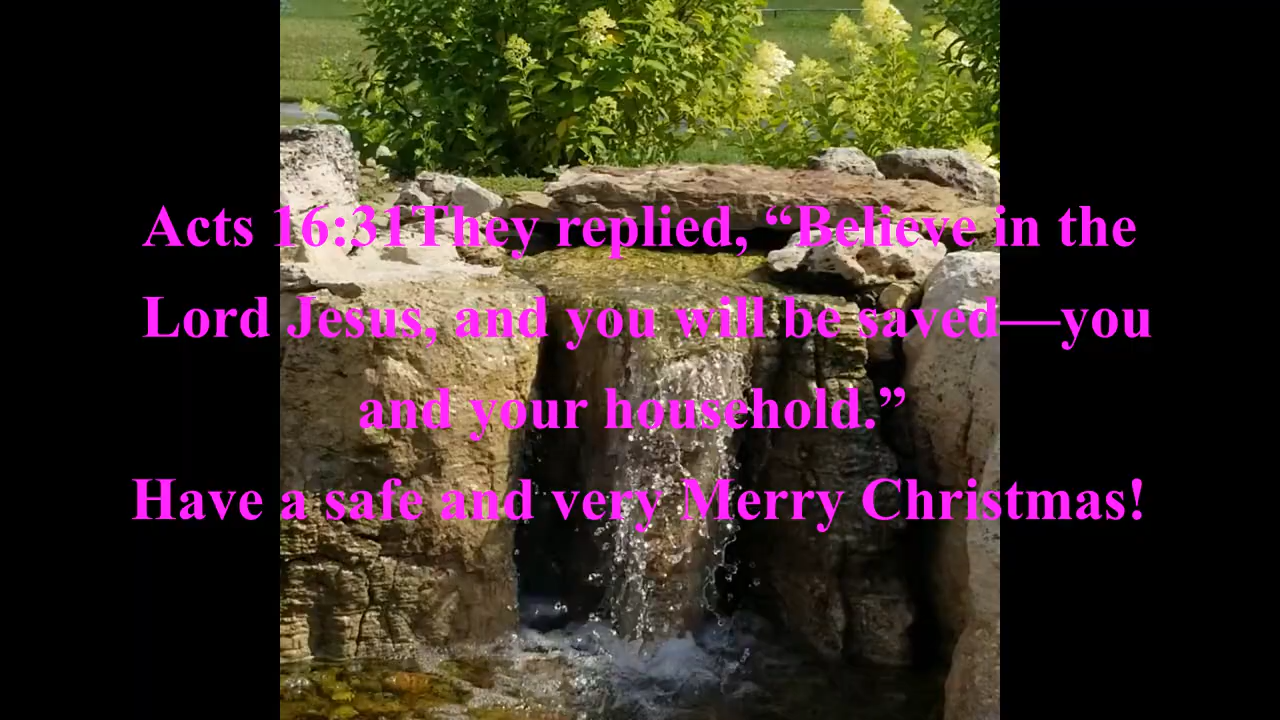 Acts 16:31They replied, “Believe in the
Lord Jesus, and you will be saved—you
and your household.”
Have a safe and very Merry Christmas!